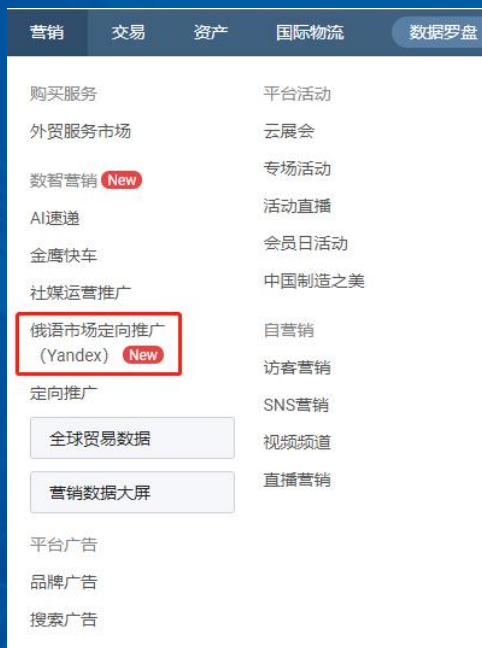 营销 交易 资产 国际物流 数据罗盘
购买服务
外贸服务市场
数智营销 New
AI速递
金鹰快车
社媒运营推广
俄语市场定向推广
（Yandex） New
定向推广
全球贸易数据
营销数据大屏
平台广告
品牌广告
搜索广告
平台活动
云展会
专场活动
活动直播
会员日活动
中国制造之美
自营销
访客营销
SNS营销
视频频道
直播营销